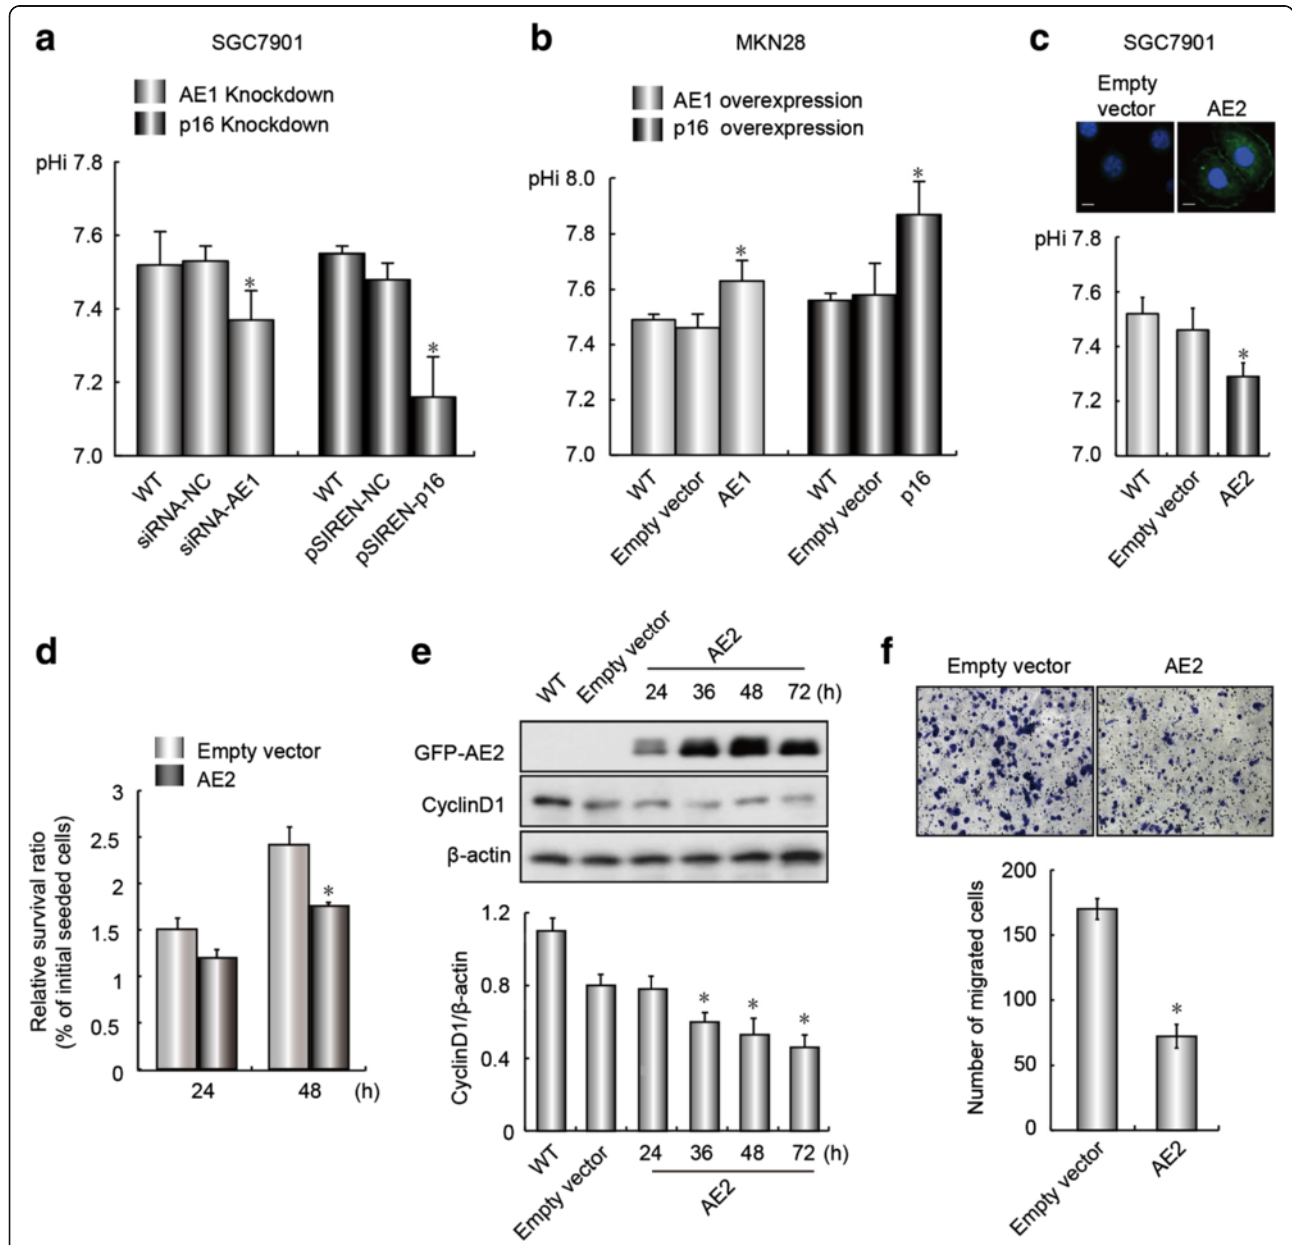 a
SGC7901
AE1 Knockdown
p16 Knockdown
pHi 7.8
7.6
7.4
7.2
7.0
*
*
WT
siRNA-NC
siRNA-AE1
WT
pSIREN-NC
pSIREN-p16
b
MKN28
AE1 overexpression
p16 overexpression
pHi 8.0
7.8
7.6
7.4
7.2
7.0
*
*
WT
Empty vector
AE1
WT
Empty vector
p16
c
SGC7901
Empty
vector
AE2
pHi 7.8
7.6
7.4
7.2
7.0
*
WT
Empty vector
AE2
d
Empty vector
AE2
Relative survival ratio
(% of initial seeded cells)
3
2.5
2
1.5
1
0.5
0
*
24
48
(h)
e
WT
Empty vector
AE2
24 36 48 72 (h)
GFP-AE2
CyclinD1
β-actin
CyclinD1/β-actin
1.2
0.8
0.4
0
* * *
WT
Empty vector
24 36 48 72 (h)
AE2
f
Empty vector
AE2
Number of migrated cells
200
150
100
50
0
*
Empty vector
AE2